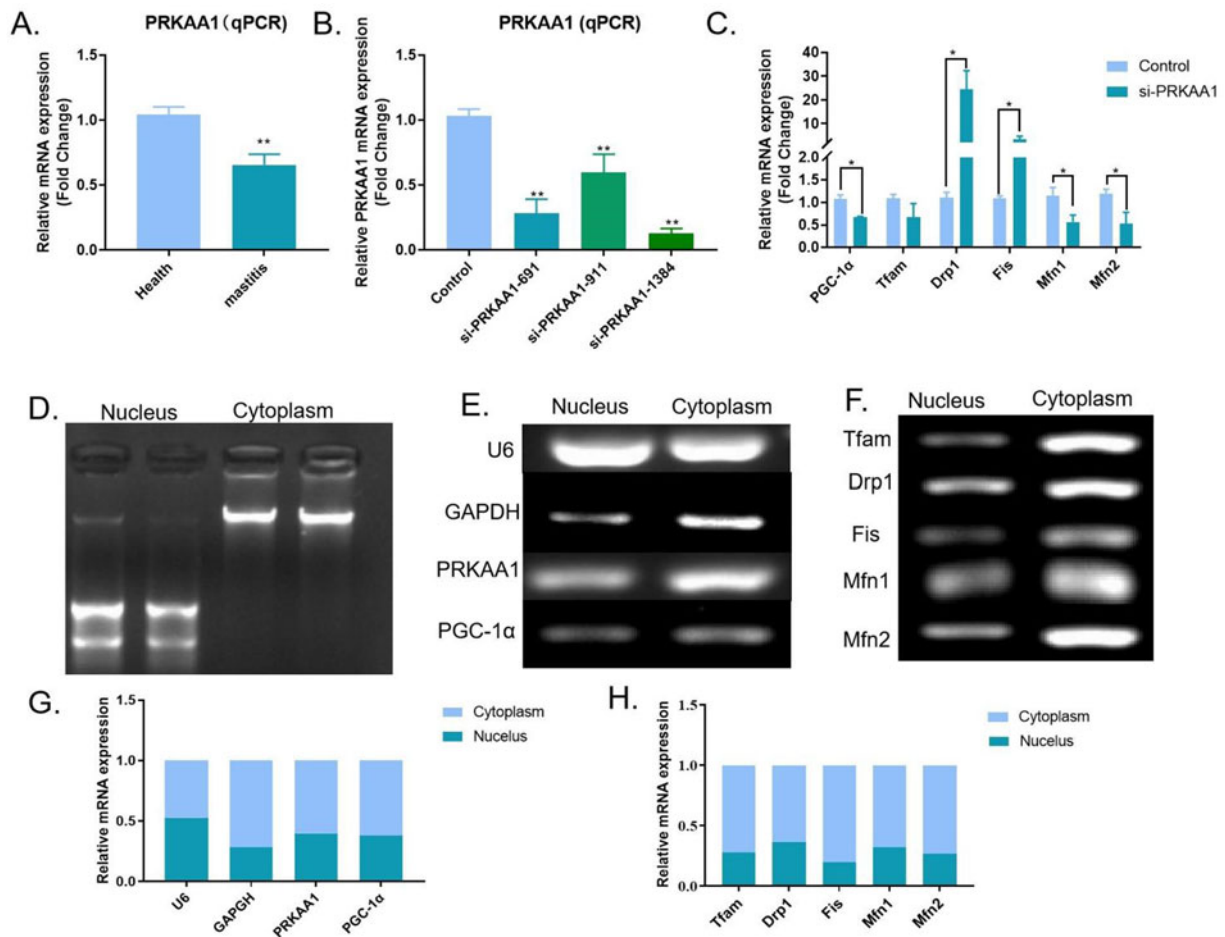 A.
PRKAA1 (qPCR)
Relative mRNA expression
(Fold Change)
1.5
1.0
0.5
0.0
**
Health
mastitis
B.
PRKAA1 (qPCR)
Relative PRKAA1 mRNA expression
(Fold Change)
1.5
1.0
0.5
0.0
**
**
**
Control
si-PRKAA1-691
si-PRKAA1-911
si-PRKAA1-1384
C.
Relative mRNA expression
(Fold Change)
40
30
20
10
2.0
1.5
1.0
0.5
0.0
*
*
*
*
*
PGC-1α
Tfam
Drp1
Fis
Mfn1
Mfn2
Control
si-PRKAA1
D.
Nucleus Cytoplasm
E.
Nucleus Cytoplasm
U6
GAPDH
PRKAA1
PGC-1α
F.
Nucleus Cytoplasm
Tfam
Drp1
Fis
Mfn1
Mfn2
G.
Relative mRNA expression
1.5
1.0
0.5
0.0
U6
GAPGH
PRKAA1
PGC-1α
Cytoplasm
Nucelus
H.
Relative mRNA expression
1.5
1.0
0.5
0.0
Tfam
Drp1
Fis
Mfn1
Mfn2
Cytoplasm
Nucelus